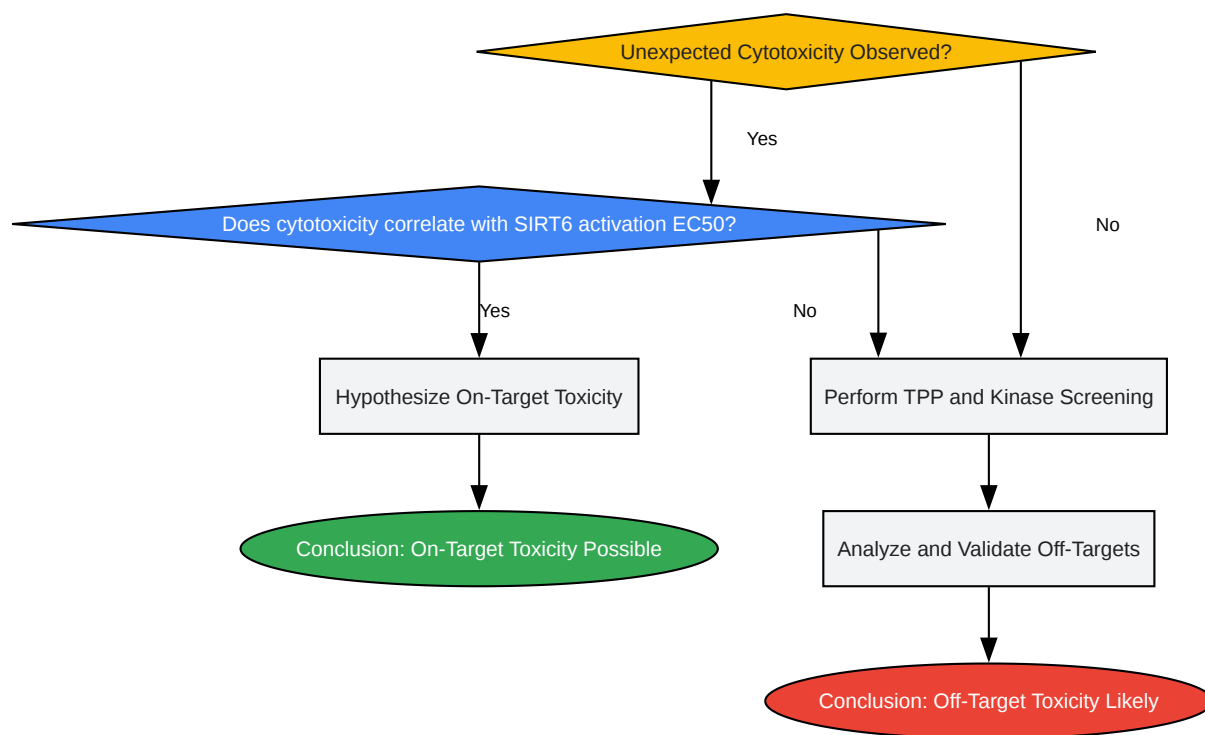 Unexpected Cytotoxicity Observed?
Yes
Does cytotoxicity correlate with SIRT6 activation EC50?
No
Yes
No
Hypothesize On-Target Toxicity
Perform TPP and Kinase Screening
Conclusion: On-Target Toxicity Possible
Analyze and Validate Off-Targets
Conclusion: Off-Target Toxicity Likely